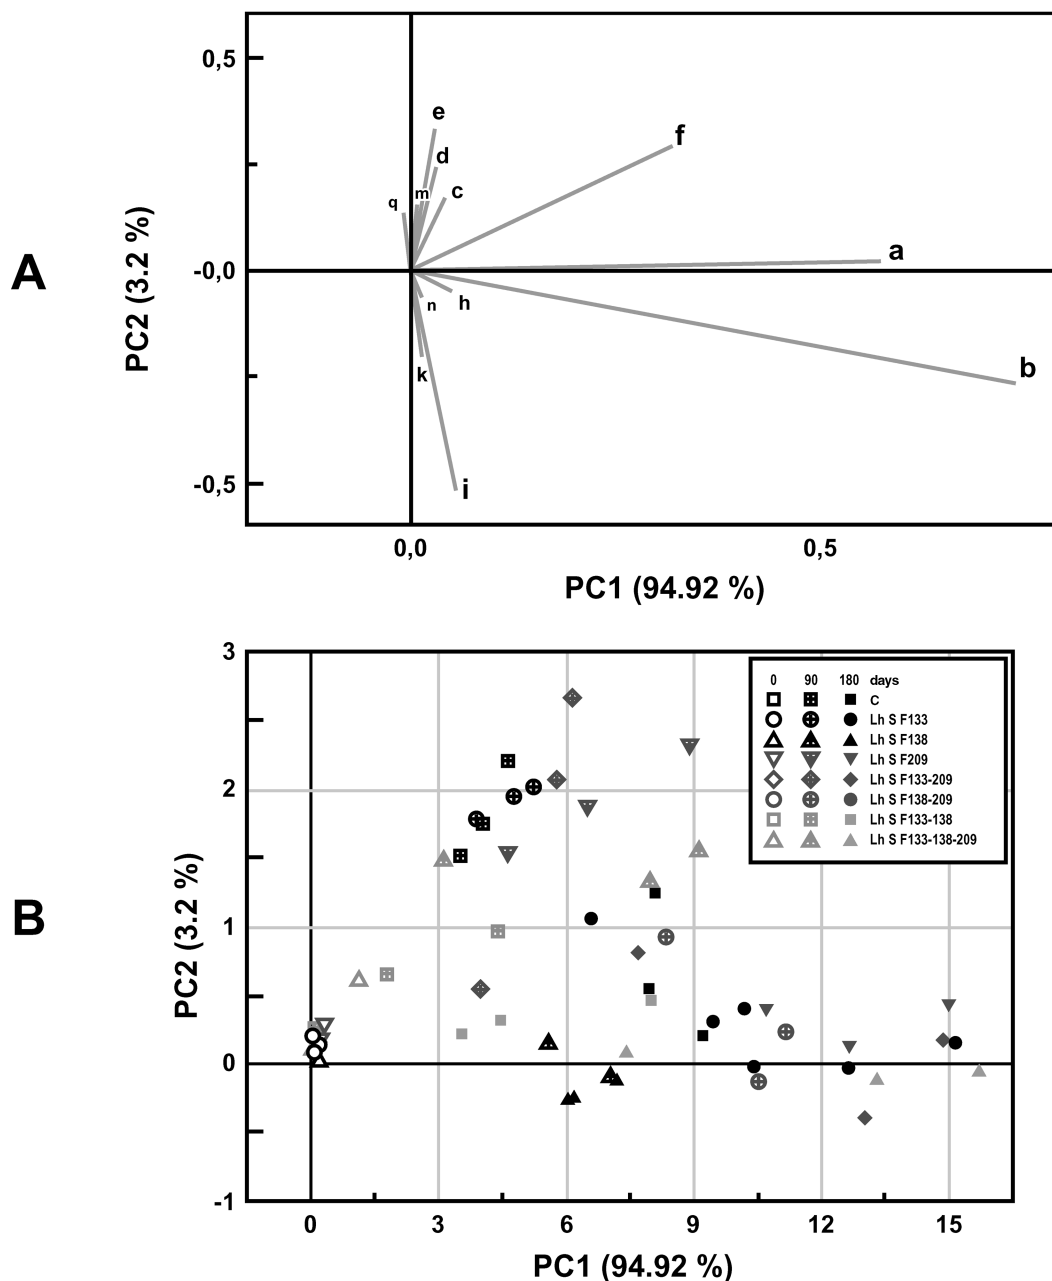 A
PC2 (3.2 %)
0,5
-0,0
-0,5
e
d
f
q
m
c
a
n
h
k
b
i
0,0
0,5
PC1 (94.92 %)
B
PC2 (3.2 %)
3
2
1
0
-1
0 90 180 days
C
Lh S F133
Lh S F138
Lh S F209
Lh S F133-209
Lh S F138-209
Lh S F133-138
Lh S F133-138-209
0 3 6 9 12 15
PC1 (94.92 %)